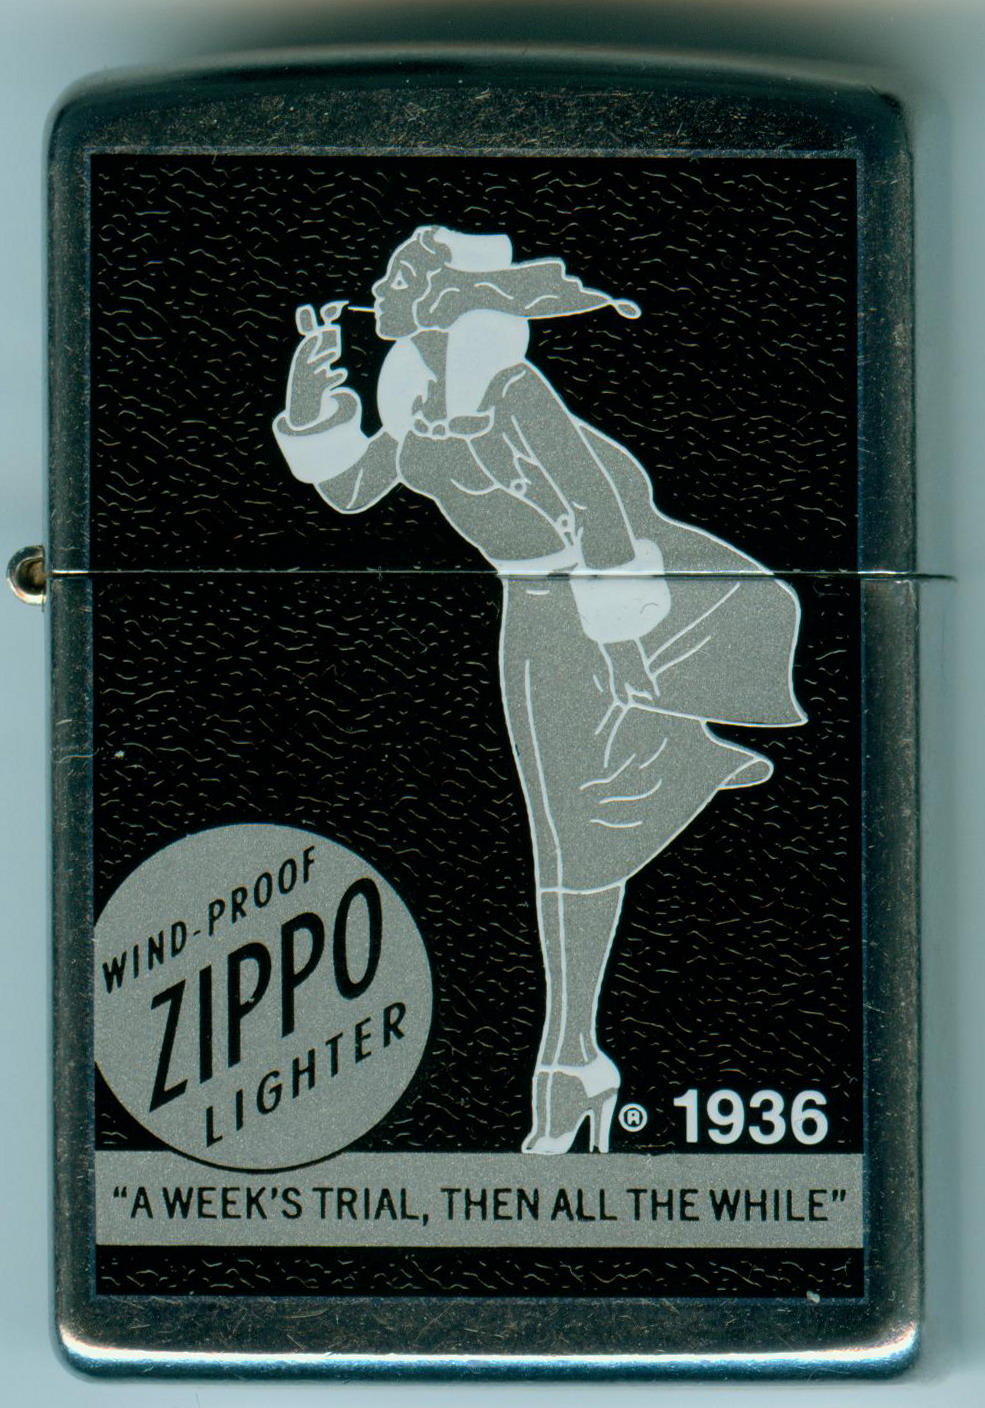 WIND-PROOF
ZIPPO
LIGHTER
® 1936
“A WEEK’S TRIAL, THEN ALL THE WHILE”